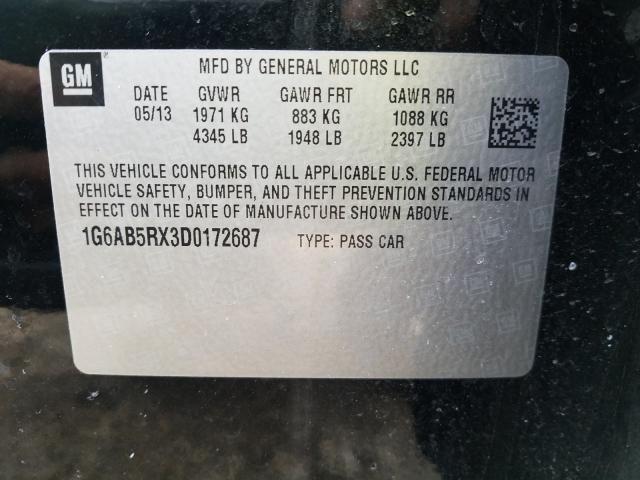 GM
MFD BY GENERAL MOTORS LLC
DATE GVWR GAWR FRT GAWR RR
05/13 1971 KG 883 KG 1088 KG
4345 LB 1948 LB 2397 LB
THIS VEHICLE CONFORMS TO ALL APPLICABLE U.S. FEDERAL MOTOR
VEHICLE SAFETY, BUMPER, AND THEFT PREVENTION STANDARDS IN
EFFECT ON THE DATE OF MANUFACTURE SHOWN ABOVE.
1G6AB5RX3D0172687 TYPE: PASS CAR